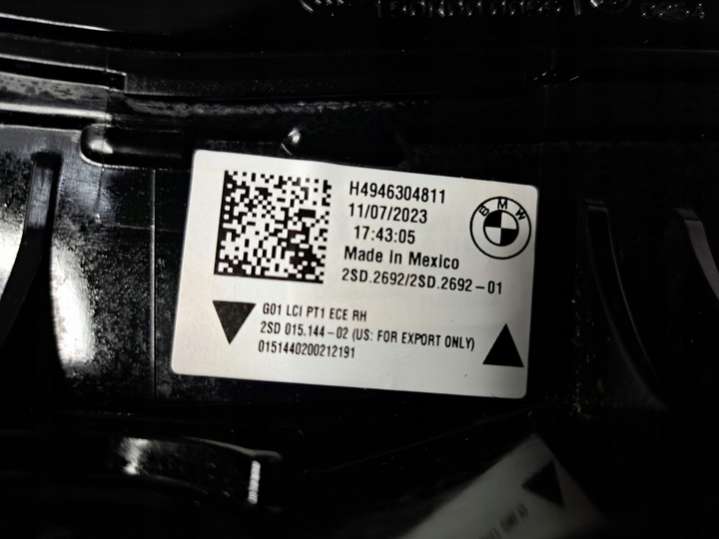 H4946304811
11/07/2023
17:43:05
Made In Mexico
2SD.2692/2SD.2692-01
BMW
G01 LCI PT1 ECE RH
2SD 015.144-02 (US: FOR EXPORT ONLY)
0151440200212191